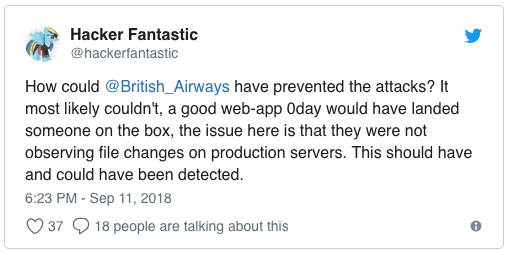 Hacker Fantastic
@hackerfantastic
How could @British_Airways have prevented the attacks? It
most likely couldn't, a good web-app 0day would have landed
someone on the box, the issue here is that they were not
observing file changes on production servers. This should have
and could have been detected.
6:23 PM - Sep 11, 2018
37 18 people are talking about this